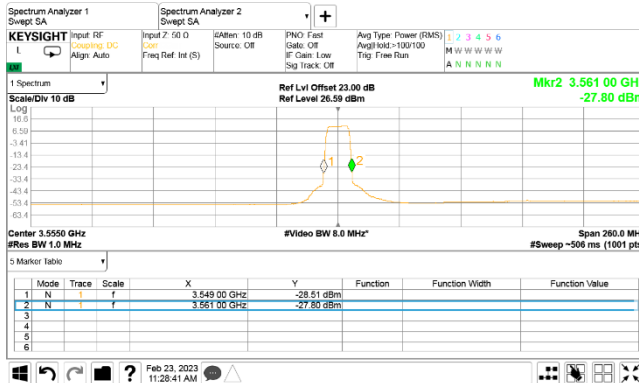 Spectrum Analyzer 1
Swept SA
Spectrum Analyzer 2
Swept SA
KEYSIGHT
Input: RF
Coupling: DC
Align: Auto
Input Z: 50 Ω
Corr
Freq Ref: Int (S)
#Atten: 10 dB
Source: Off
PNO: Fast
Gate: Off
IF Gain: Low
Sig Track: Off
Avg Type: Power (RMS)
Avg|Hold:>100/100
Trig: Free Run
1 2 3 4 5 6
M W W W W W
A N N N N N
L
LXI
1 Spectrum
Scale/Div 10 dB
Ref Lvl Offset 23.00 dB
Ref Level 26.59 dBm
Mkr2 3.561 00 GH
-27.80 dBm
Log
16.6
6.59
-3.41
-13.4
-23.4
-33.4
-43.4
-53.4
-63.4
1
2
Center 3.5550 GHz
#Res BW 1.0 MHz
#Video BW 8.0 MHz*
Span 260.0 MH
#Sweep ~506 ms (1001 pts
5 Marker Table
Mode Trace Scale X Y Function Function Width Function Value
1 N 1 f 3.549 00 GHz -28.51 dBm
2 N 1 f 3.561 00 GHz -27.80 dBm
3
4
5
6
?
Feb 23, 2023
11:28:41 AM